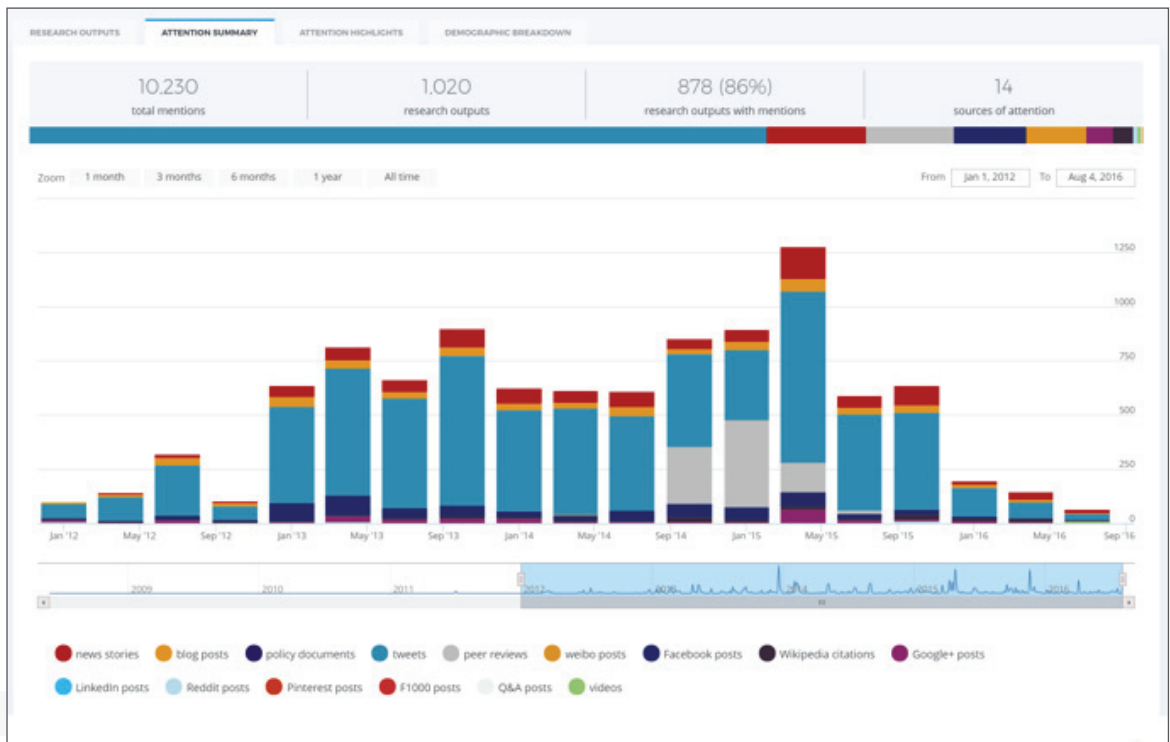 RESEARCH OUTPUTS ATTENTION SUMMARY ATTENTION HIGHLIGHTS DEMOGRAPHIC BREAKDOWN
10.230 1.020 878 (86%) 14
total mentions research outputs research outputs with mentions sources of attention
Zoom 1 month 3 months 6 months 1 year All time From Jan 1, 2012 To Aug 4, 2016
1250
1000
750
500
250
0
Jan '12 May '12 Sep '12 Jan '13 May '13 Sep '13 Jan '14 May '14 Sep '14 Jan '15 May '15 Sep '15 Jan '16 May '16 Sep '16
2009 2010 2011 2012 2013 2014 2015 2016
news stories blog posts policy documents tweets peer reviews weibo posts Facebook posts Wikipedia citations Google+ posts
LinkedIn posts Reddit posts Pinterest posts F1000 posts Q&A posts videos